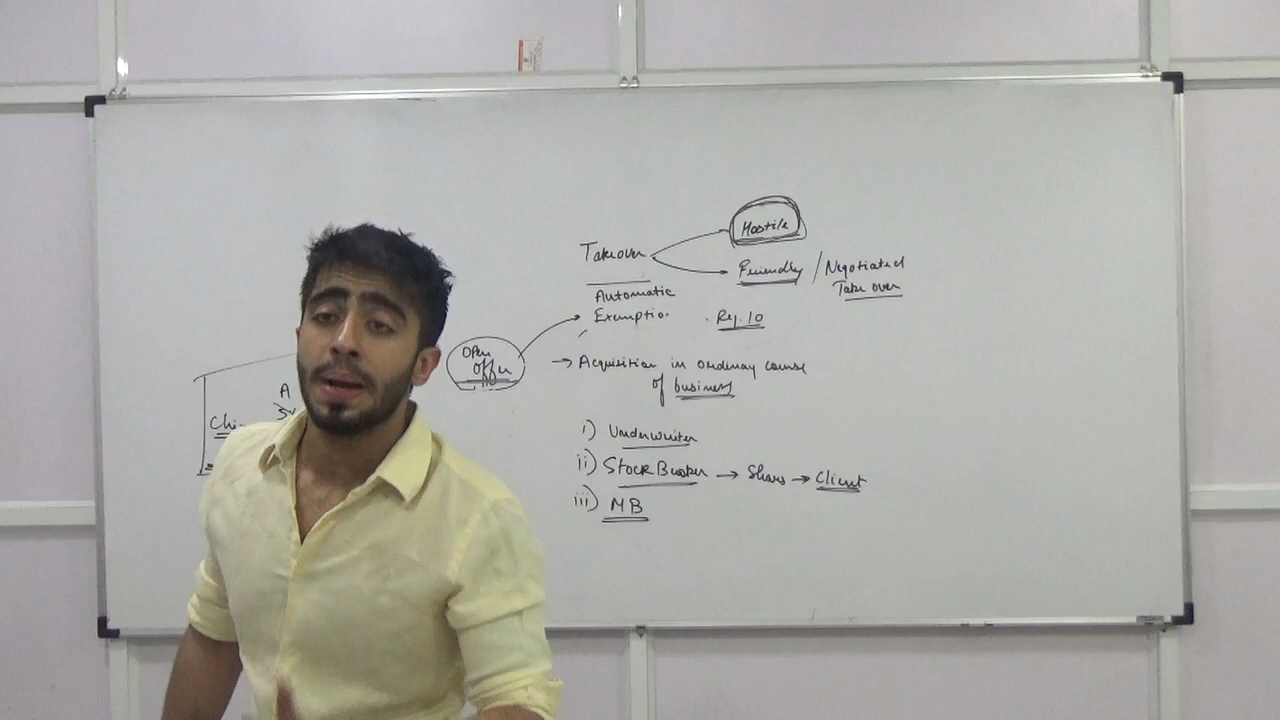 Hostile
Takeover
Friendly / Negotiated
Take over
Automatic
Exemption . Reg. 10
Open
Offer
→ Acquisition in ordinary course
of business
A
i) Underwriter
ii) Stock Broker → Shares → Client
iii) MB